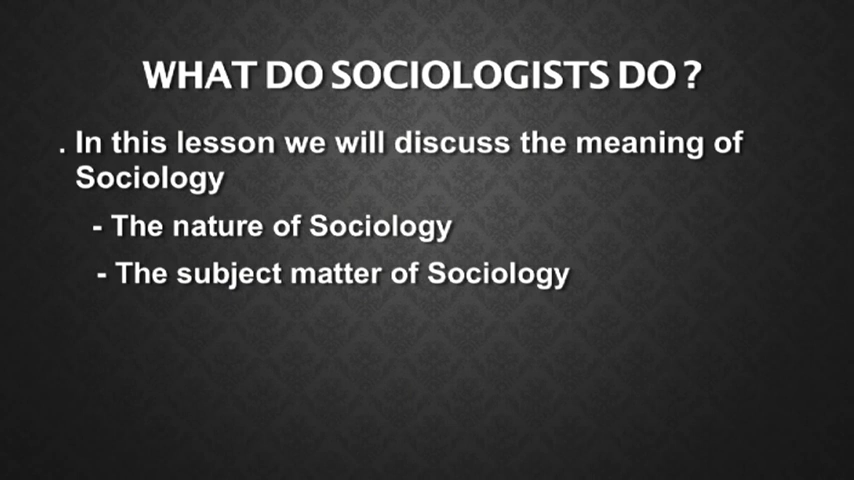 WHAT DO SOCIOLOGISTS DO ?
. In this lesson we will discuss the meaning of
Sociology
- The nature of Sociology
- The subject matter of Sociology